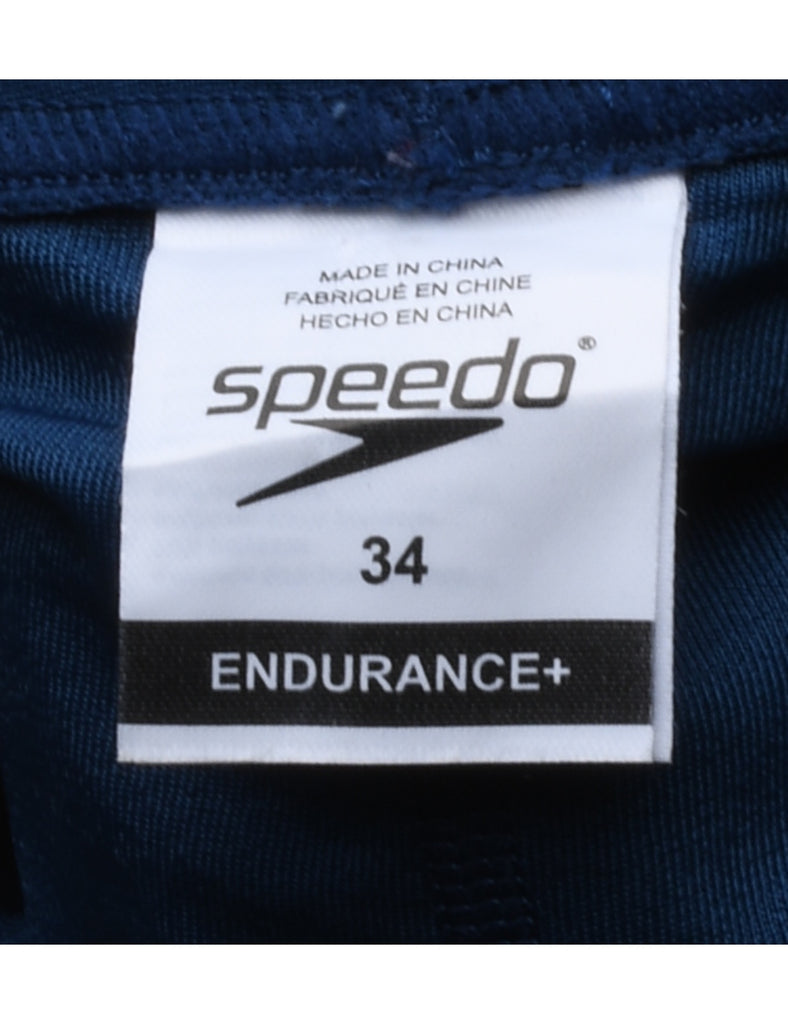 MADE IN CHINA
FABRIQUÉ EN CHINE
HECHO EN CHINA
speedo®
34
ENDURANCE+